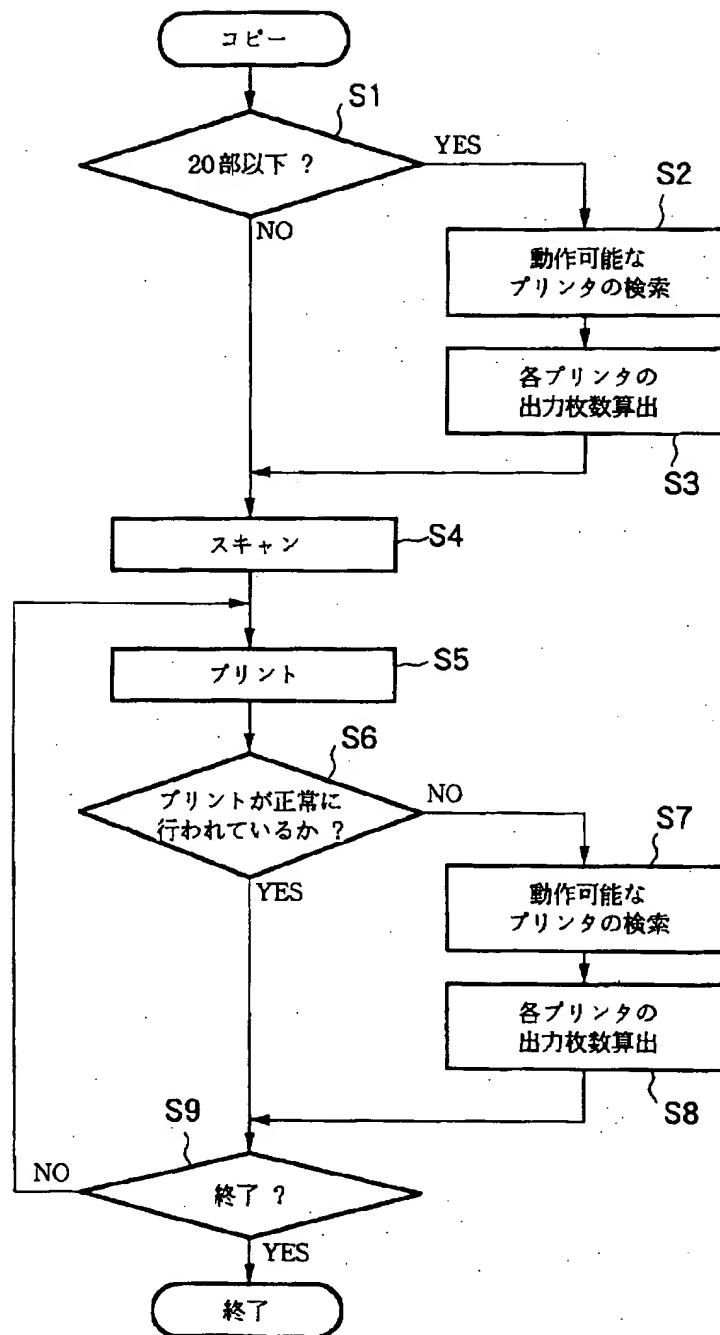 コピー
S1
20部以下 ?
YES
NO
S2
動作可能な
プリンタの検索
各プリンタの
出力枚数算出
S3
スキャン
S4
プリント
S5
S6
プリントが正常に
行われているか ?
NO
YES
S7
動作可能な
プリンタの検索
各プリンタの
出力枚数算出
S8
S9
NO
終了 ?
YES
終了